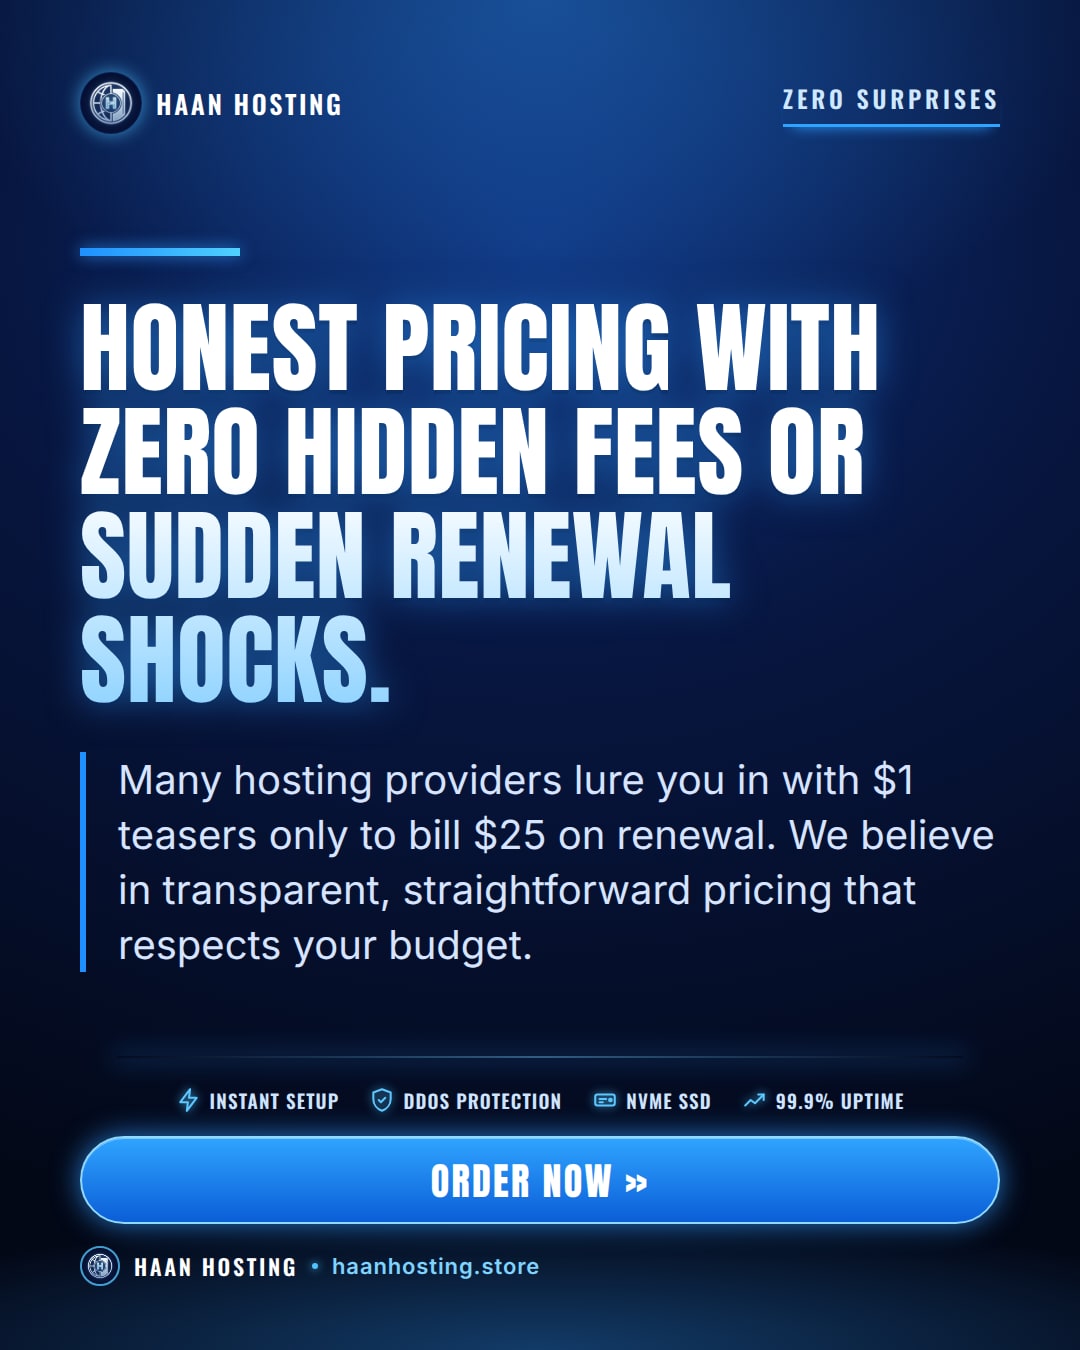 HAAN HOSTING
ZERO SURPRISES
HONEST PRICING WITH
ZERO HIDDEN FEES OR
SUDDEN RENEWAL
SHOCKS.
Many hosting providers lure you in with $1
teasers only to bill $25 on renewal. We believe
in transparent, straightforward pricing that
respects your budget.
INSTANT SETUP DDOS PROTECTION NVME SSD 99.9% UPTIME
ORDER NOW »
HAAN HOSTING • haanhosting.store